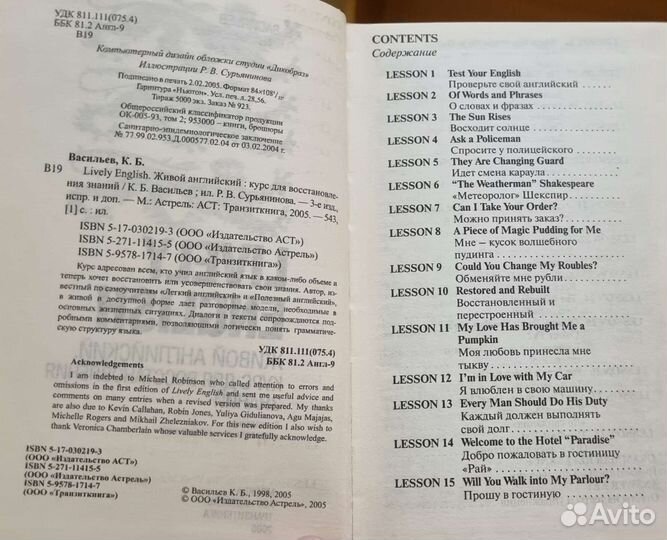 УДК 811.111(075.4)
ББК 81.2 Англ-9
В19
Компьютерный дизайн обложки студии «Дикобраз»
Иллюстрации Р. В. Сурьянинова
Подписано в печать 2.02.2005. Формат 84×108 1/
Гарнитура «Ньютон». Усл. печ. л. 28,56.
Тираж 5000 экз. Заказ № 923.
Общероссийский классификатор продукции
ОК-005-93, том 2; 953000 – книги, брошюры
Санитарно-эпидемиологическое заключение
№ 77.99.02.953.Д.000577.02.04 от 03.02.2004 г.
Васильев, К. Б.
В19 Lively English. Живой английский : курс для восстановле-
ния знаний / К. Б. Васильев ; ил. Р. В. Сурьянинова. — 3-е изд.,
испр. и доп. — М.: Астрель: АСТ: Транзиткнига, 2005. — 543,
[1] с. : ил.
ISBN 5-17-030219-3 (ООО «Издательство АСТ»)
ISBN 5-271-11415-5 (ООО «Издательство Астрель»)
ISBN 5-9578-1714-7 (ООО «Транзиткнига»)
Курс адресован всем, кто учил английский язык в каком-либо объеме и
теперь хочет восстановить или усовершенствовать свои знания. Автор, из-
вестный по самоучителям «Легкий английский» и «Полезный английский»,
в живой и доступной форме дает разговорные модели, необходимые в
основных жизненных ситуациях. Диалоги и тексты сопровождаются под-
робными комментариями, позволяющими логически понять граммати-
ческую структуру языка.
УДК 811.111(075.4)
ББК 81.2 Англ-9
Acknowledgements
I am indebted to Michael Robinson who called attention to errors and
omissions in the first edition of Lively English and sent me useful advice and
comments on many entries when a revised version was prepared. My thanks
are also due to Kevin Callahan, Robin Jones, Yuliya Gidulianova, Agu Majajas,
Michelle Rogers and Mikhail Zhelezniakov. For this new edition I also wish to
thank Veronica Chamberlain whose valuable services I gratefully acknowledge.
ISBN 5-17-030219-3
(ООО «Издательство АСТ»)
ISBN 5-271-11415-5
(ООО «Издательство Астрель»)
ISBN 5-9578-1714-7
(ООО «Транзиткнига»)
© Васильев К. Б., 1998, 2005
© ООО «Издательство Астрель», 2005
CONTENTS
Содержание
LESSON 1 Test Your English
Проверьте свой английский
LESSON 2 Of Words and Phrases
О словах и фразах
LESSON 3 The Sun Rises
Восходит солнце
LESSON 4 Ask a Policeman
Спросите у полицейского
LESSON 5 They Are Changing Guard
Идет смена караула
LESSON 6 “The Weatherman” Shakespeare
«Метеоролог» Шекспир
LESSON 7 Can I Take Your Order?
Можно принять заказ?
LESSON 8 A Piece of Magic Pudding for Me
Мне – кусок волшебного
пудинга
LESSON 9 Could You Change My Roubles?
Обменяйте мне рубли
LESSON 10 Restored and Rebuilt
Восстановленный и
перестроенный
LESSON 11 My Love Has Brought Me a
Pumpkin
Моя любовь принесла мне
тыкву
LESSON 12 I’m in Love with My Car
Я влюблен в свою машину
LESSON 13 Every Man Should Do His Duty
Каждый должен выполнять
свой долг
LESSON 14 Welcome to the Hotel “Paradise”
Добро пожаловать в гостиницу
«Рай»
LESSON 15 Will You Walk into My Parlour?
Прошу в гостиную
Avito